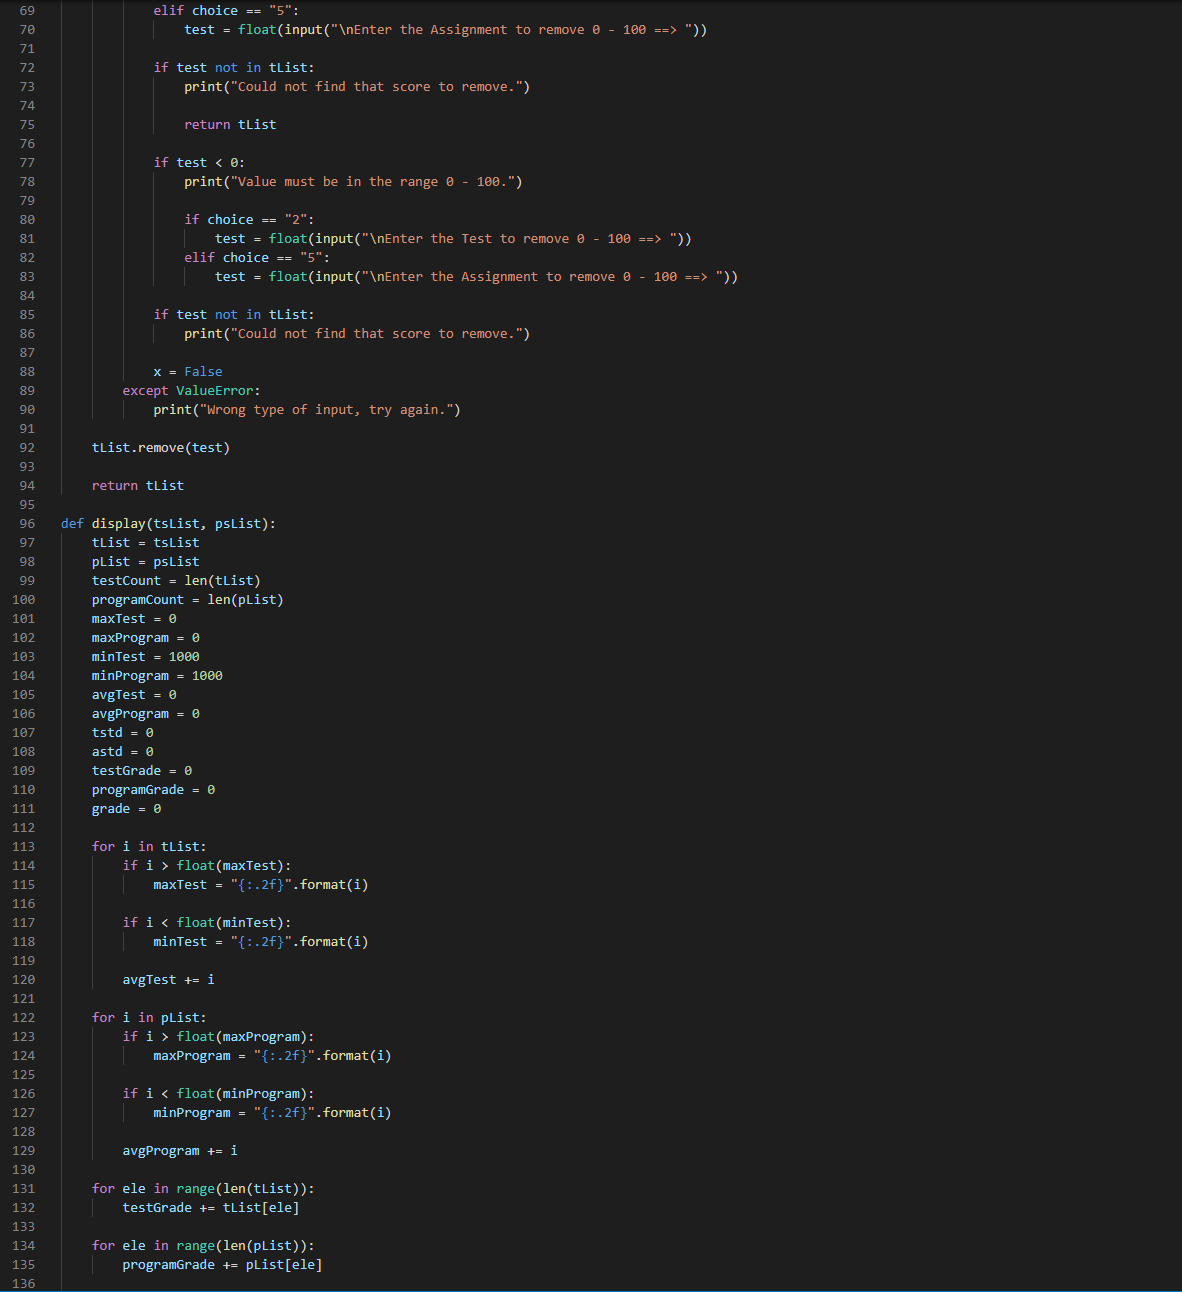 69 elif choice == "5":
70 test = float(input("\nEnter the Assignment to remove 0 - 100 ==> "))
71
72 if test not in tList:
73 print("Could not find that score to remove.")
74
75 return tList
76
77 if test < 0:
78 print("Value must be in the range 0 - 100.")
79
80 if choice == "2":
81 test = float(input("\nEnter the Test to remove 0 - 100 ==> "))
82 elif choice == "5":
83 test = float(input("\nEnter the Assignment to remove 0 - 100 ==> "))
84
85 if test not in tList:
86 print("Could not find that score to remove.")
87
88 x = False
89 except ValueError:
90 print("Wrong type of input, try again.")
91
92 tList.remove(test)
93
94 return tList
95
96 def display(tsList, psList):
97 tList = tsList
98 pList = psList
99 testCount = len(tList)
100 programCount = len(pList)
101 maxTest = 0
102 maxProgram = 0
103 minTest = 1000
104 minProgram = 1000
105 avgTest = 0
106 avgProgram = 0
107 tstd = 0
108 astd = 0
109 testGrade = 0
110 programGrade = 0
111 grade = 0
112
113 for i in tList:
114 if i > float(maxTest):
115 maxTest = "{:.2f}".format(i)
116
117 if i < float(minTest):
118 minTest = "{:.2f}".format(i)
119
120 avgTest += i
121
122 for i in pList:
123 if i > float(maxProgram):
124 maxProgram = "{:.2f}".format(i)
125
126 if i < float(minProgram):
127 minProgram = "{:.2f}".format(i)
128
129 avgProgram += i
130
131 for ele in range(len(tList)):
132 testGrade += tList[ele]
133
134 for ele in range(len(pList)):
135 programGrade += pList[ele]
136